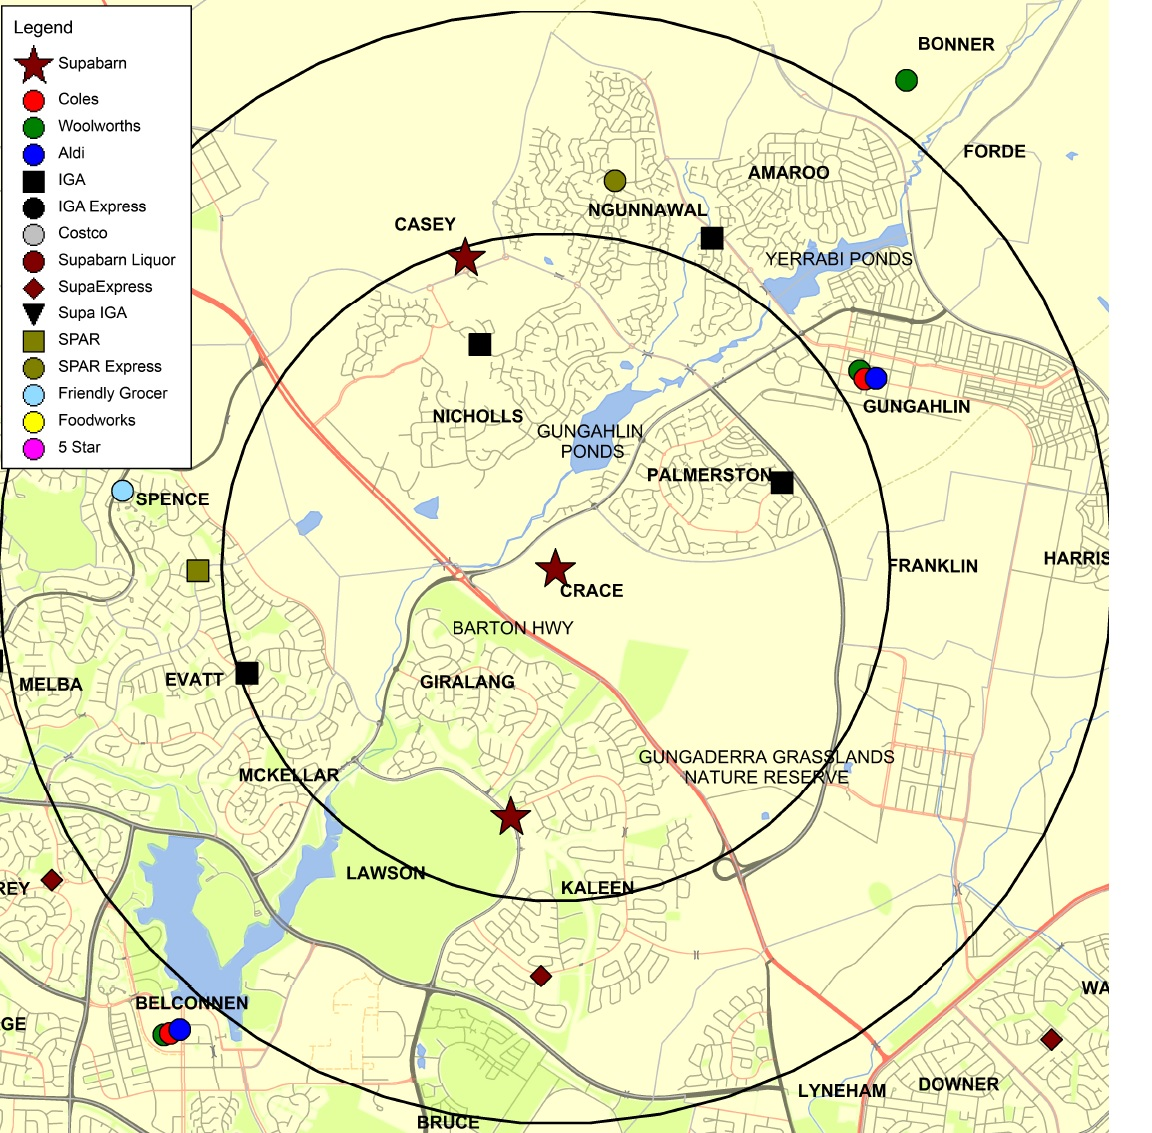 Legend
Supabarn
Coles
Woolworths
Aldi
IGA
IGA Express
Costco
Supabarn Liquor
SupaExpress
Supa IGA
SPAR
SPAR Express
Friendly Grocer
Foodworks
5 Star
BONNER
FORDE
AMAROO
NGUNNAWAL
CASEY
YERRABI PONDS
GUNGAHLIN
NICHOLLS
GUNGAHLIN
PONDS
PALMERSTON
SPENCE
HARRIS
FRANKLIN
CRACE
BARTON HWY
EVATT
GIRALANG
MELBA
GUNGADERRA GRASSLANDS
NATURE RESERVE
MCKELLAR
LAWSON
KALEEN
REY
WA
BELCONNEN
GE
DOWNER
LYNEHAM
BRUCE